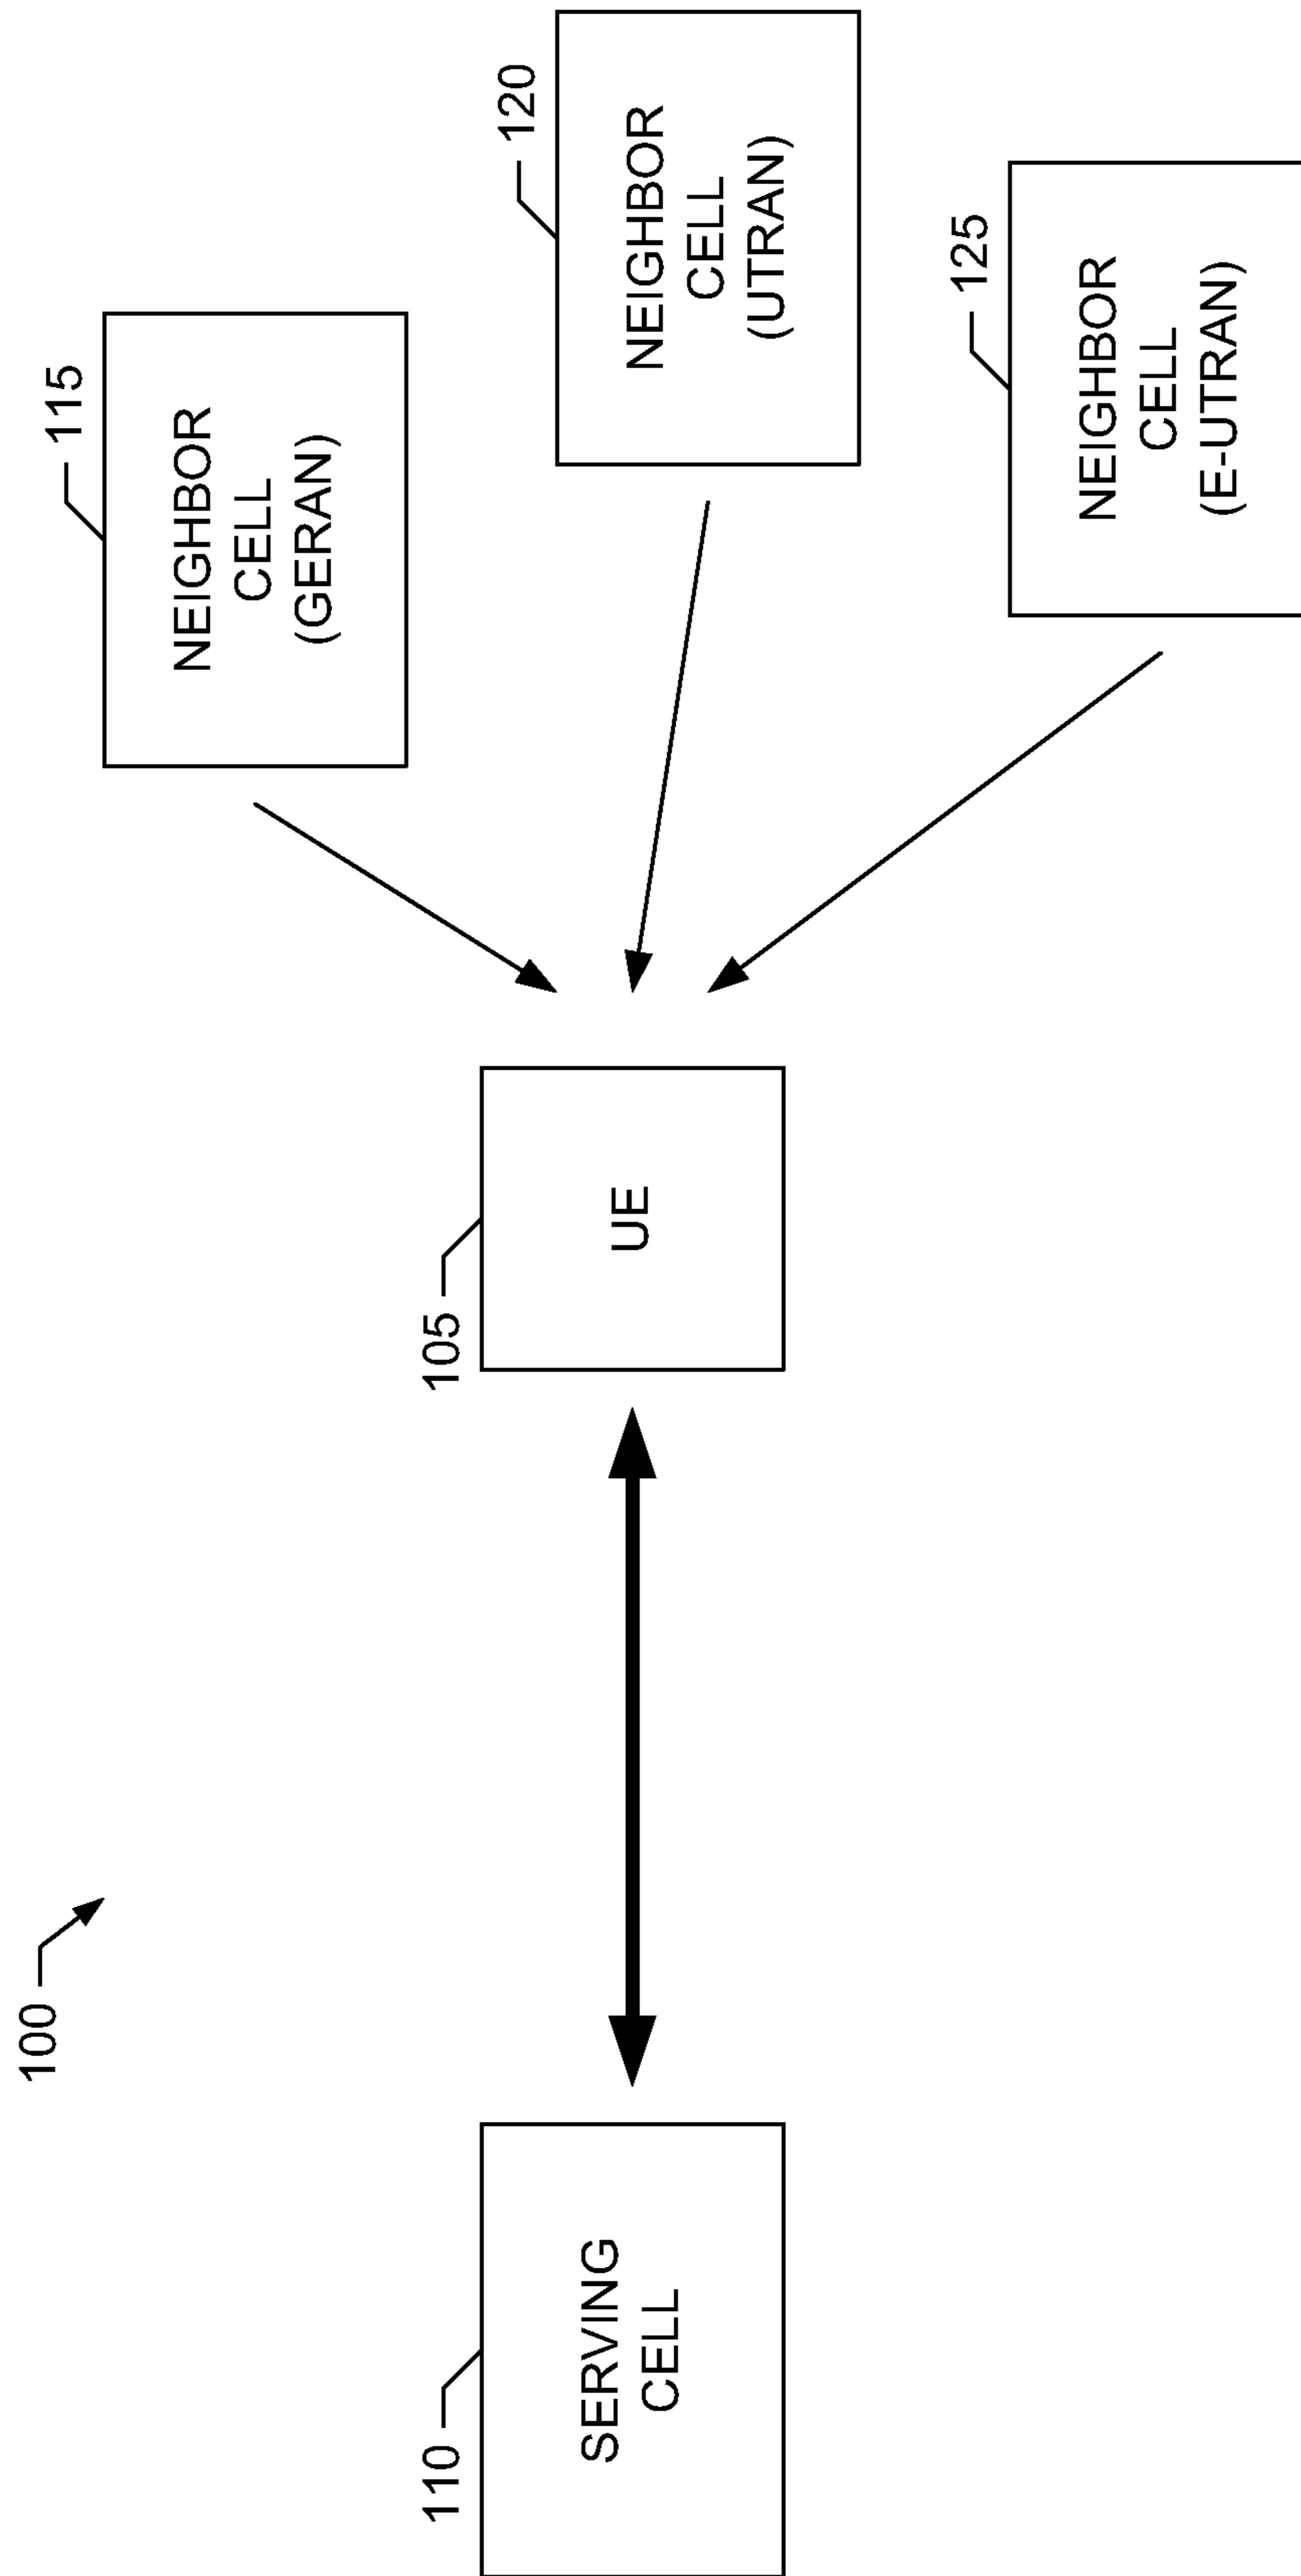 100
110
SERVING
CELL
105
UE
115
NEIGHBOR
CELL
(GERAN)
120
NEIGHBOR
CELL
(UTRAN)
125
NEIGHBOR
CELL
(E-UTRAN)